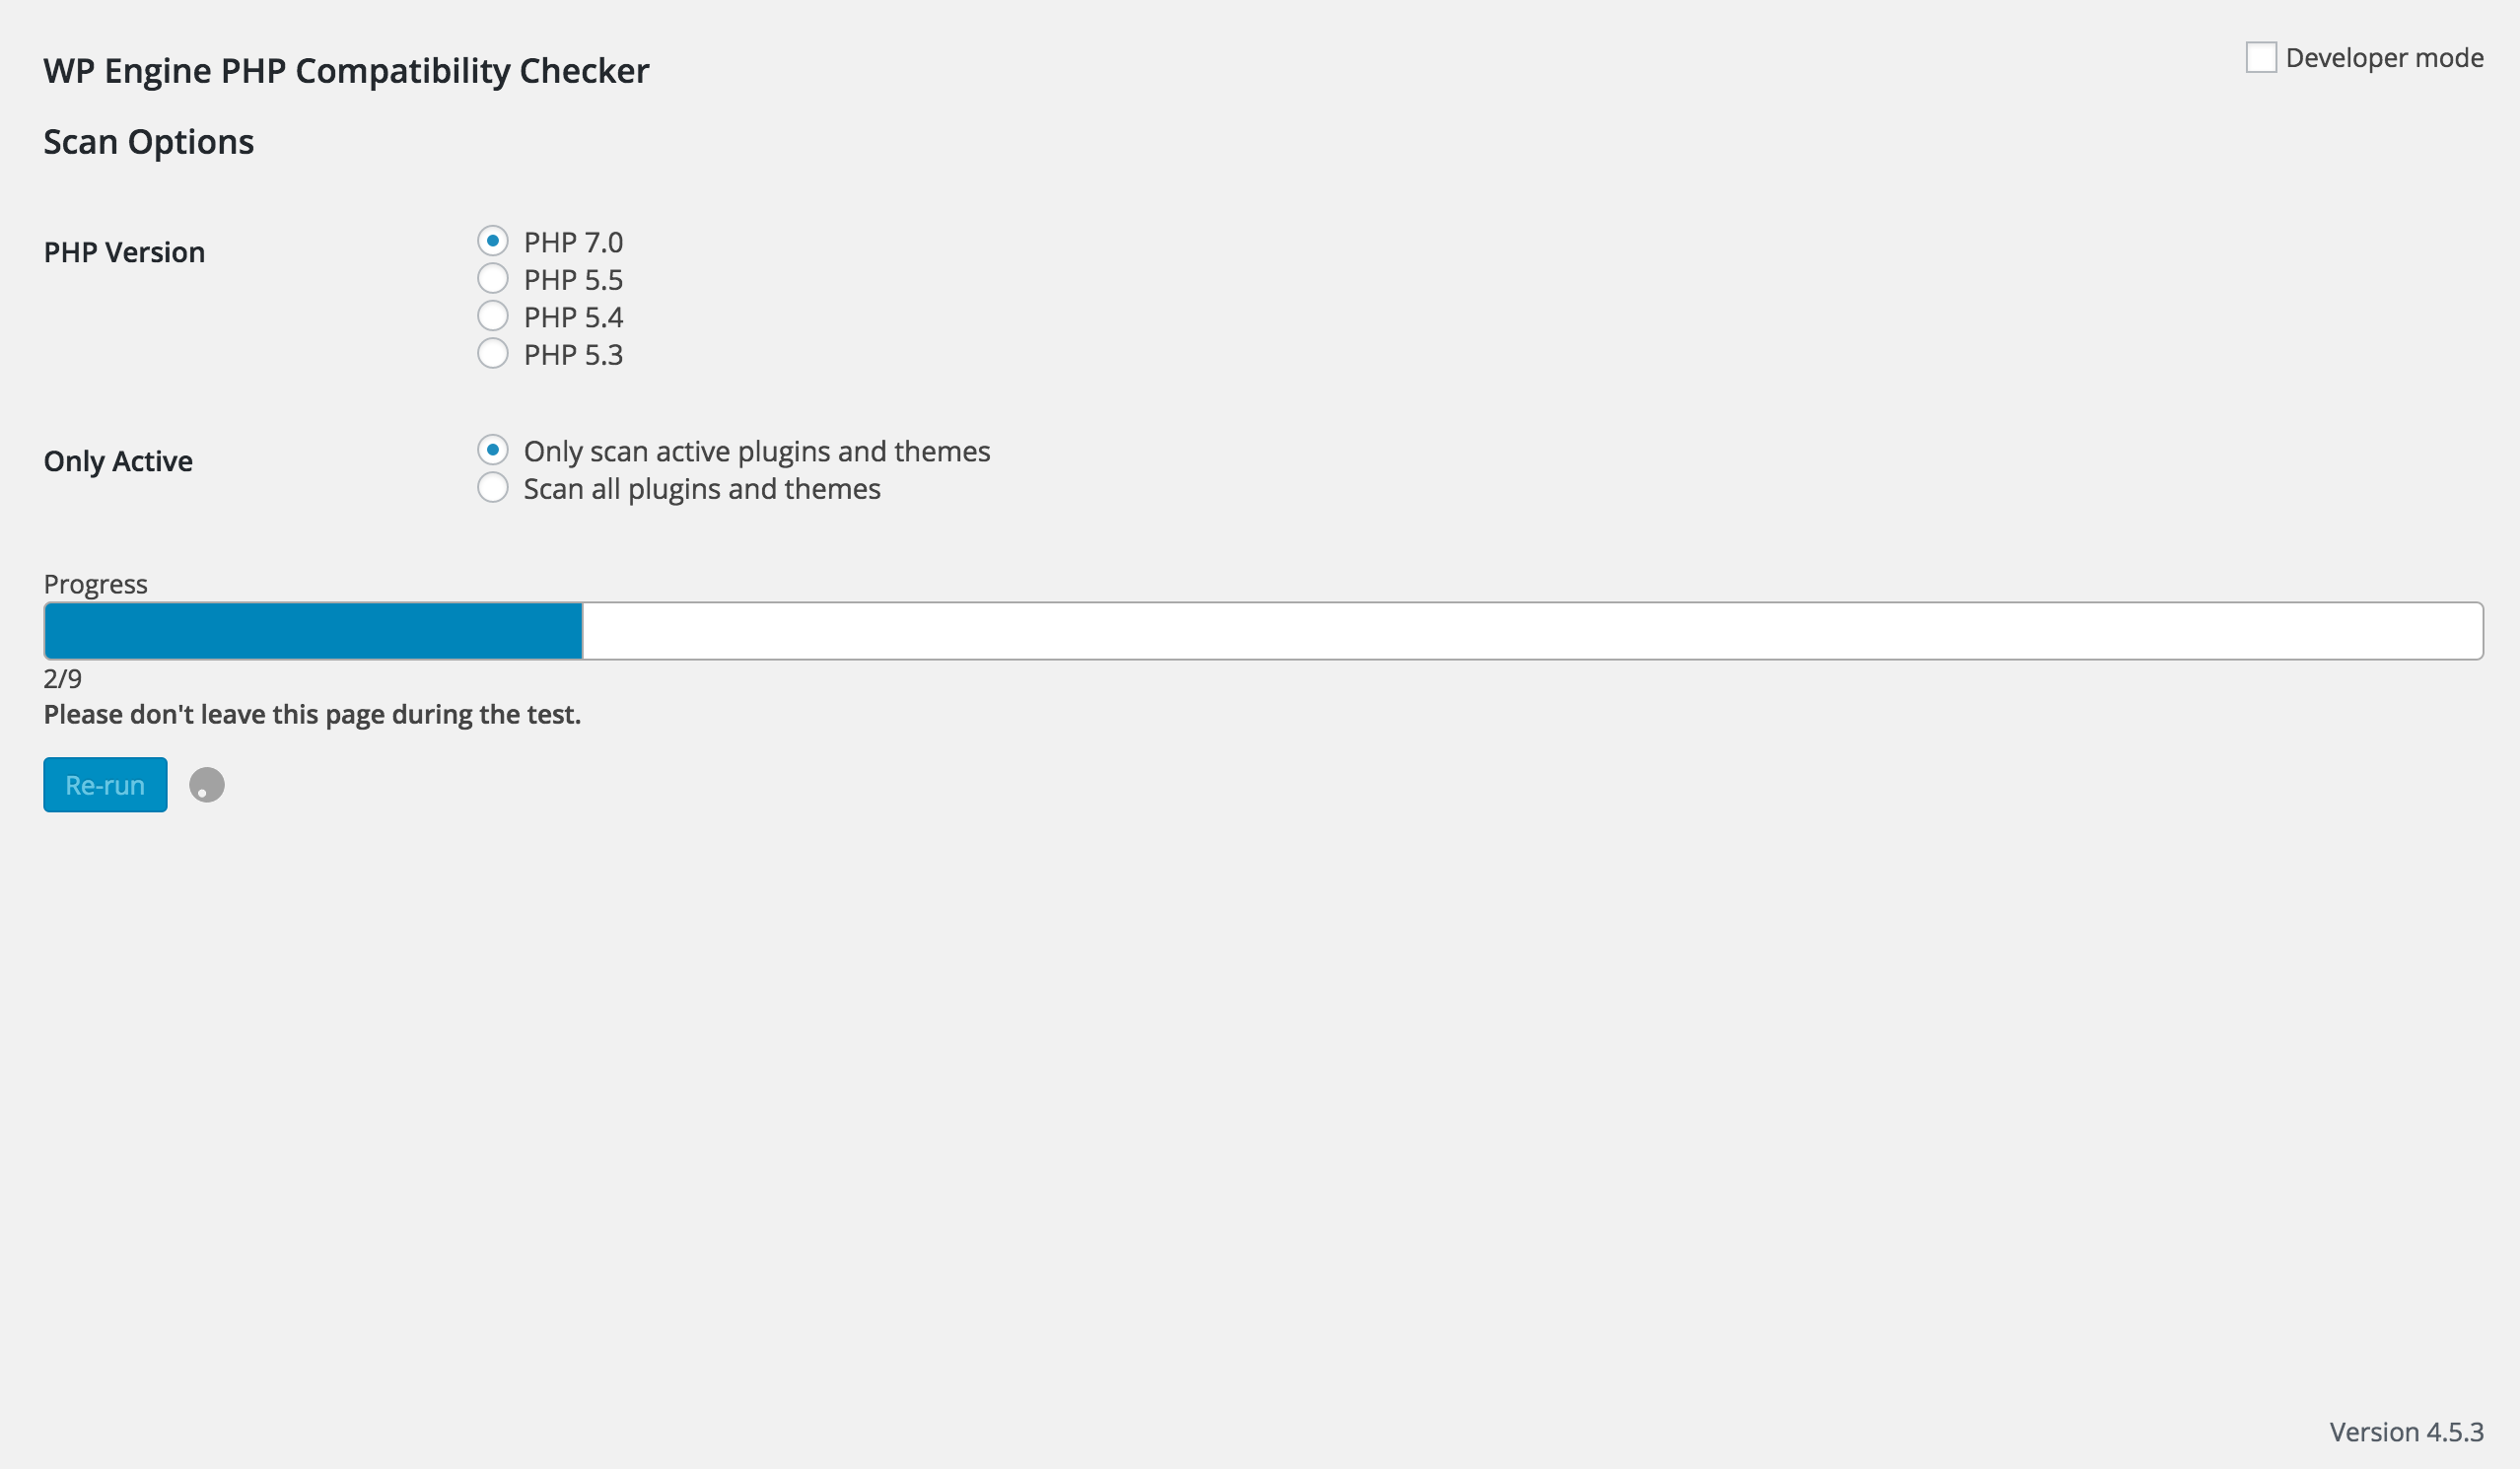 WP Engine PHP Compatibility Checker
Developer mode
Scan Options
PHP Version
PHP 7.0
PHP 5.5
PHP 5.4
PHP 5.3
Only Active
Only scan active plugins and themes
Scan all plugins and themes
Progress
2/9
Please don't leave this page during the test.
Re-run
Version 4.5.3